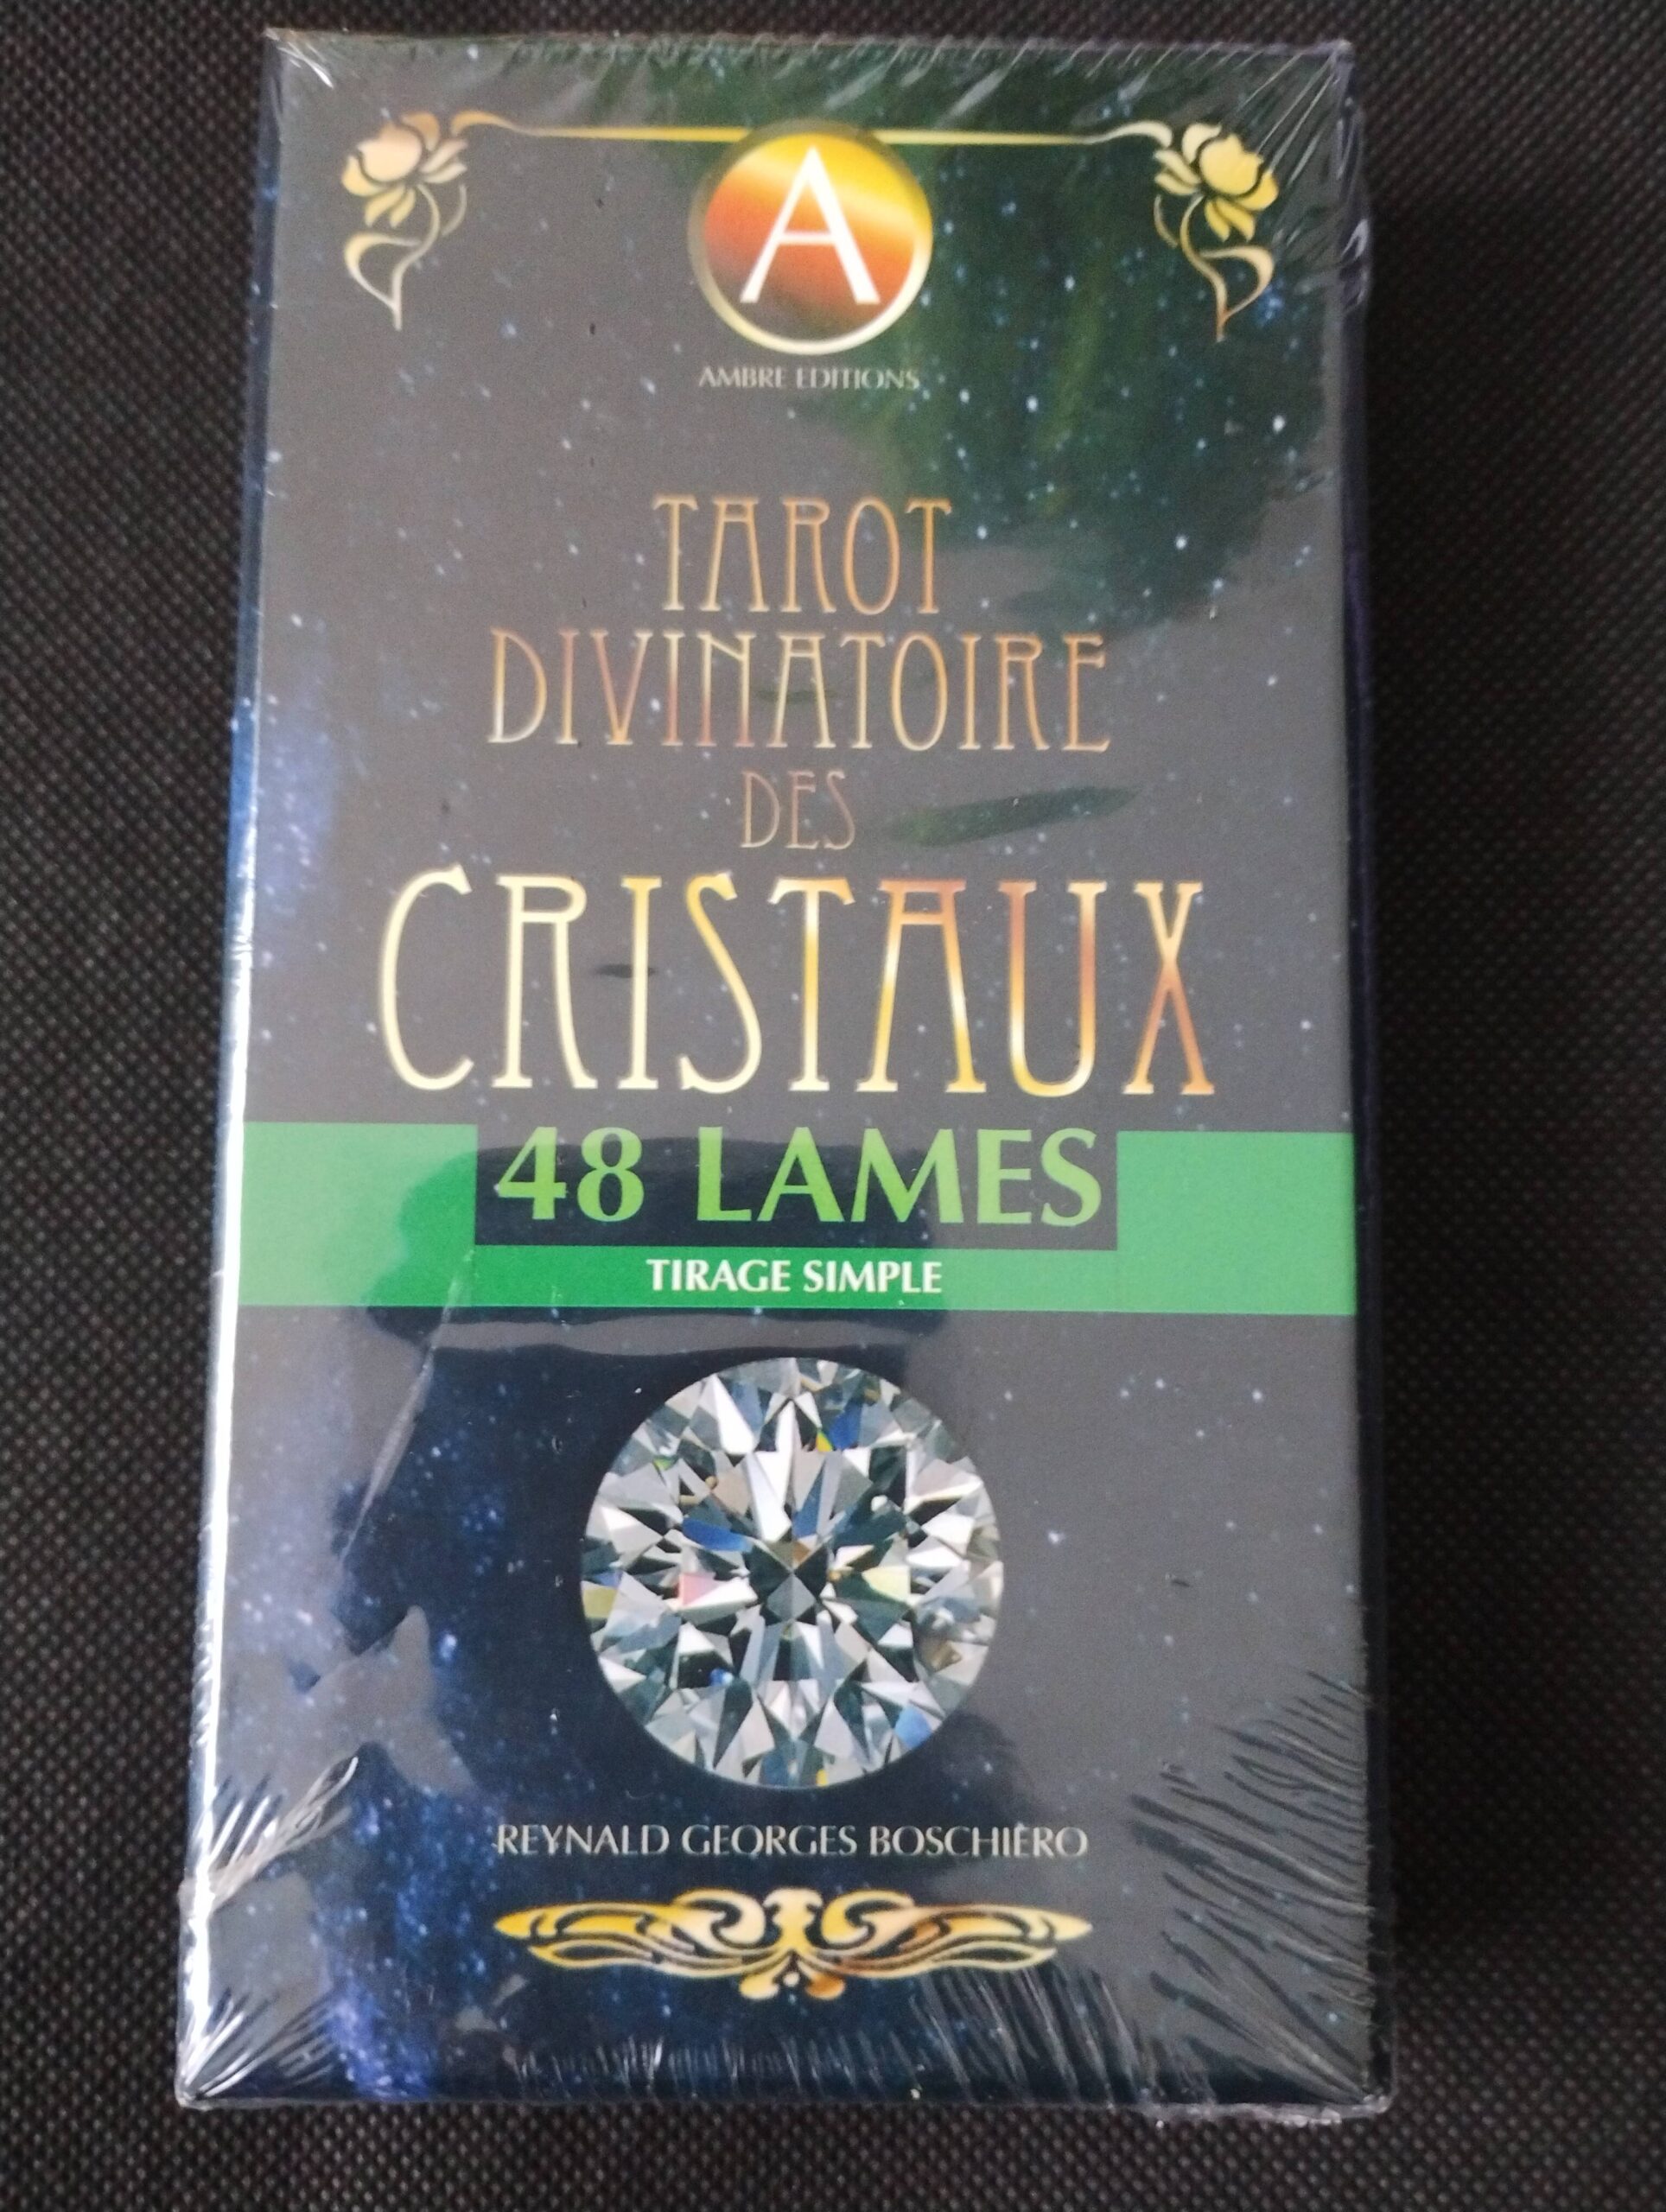 A
AMBRE EDITIONS
TAROT
DIVINATOIRE
DES
CRISTAUX
48 LAMES
TIRAGE SIMPLE
REYNALD GEORGES BOSCHIERO